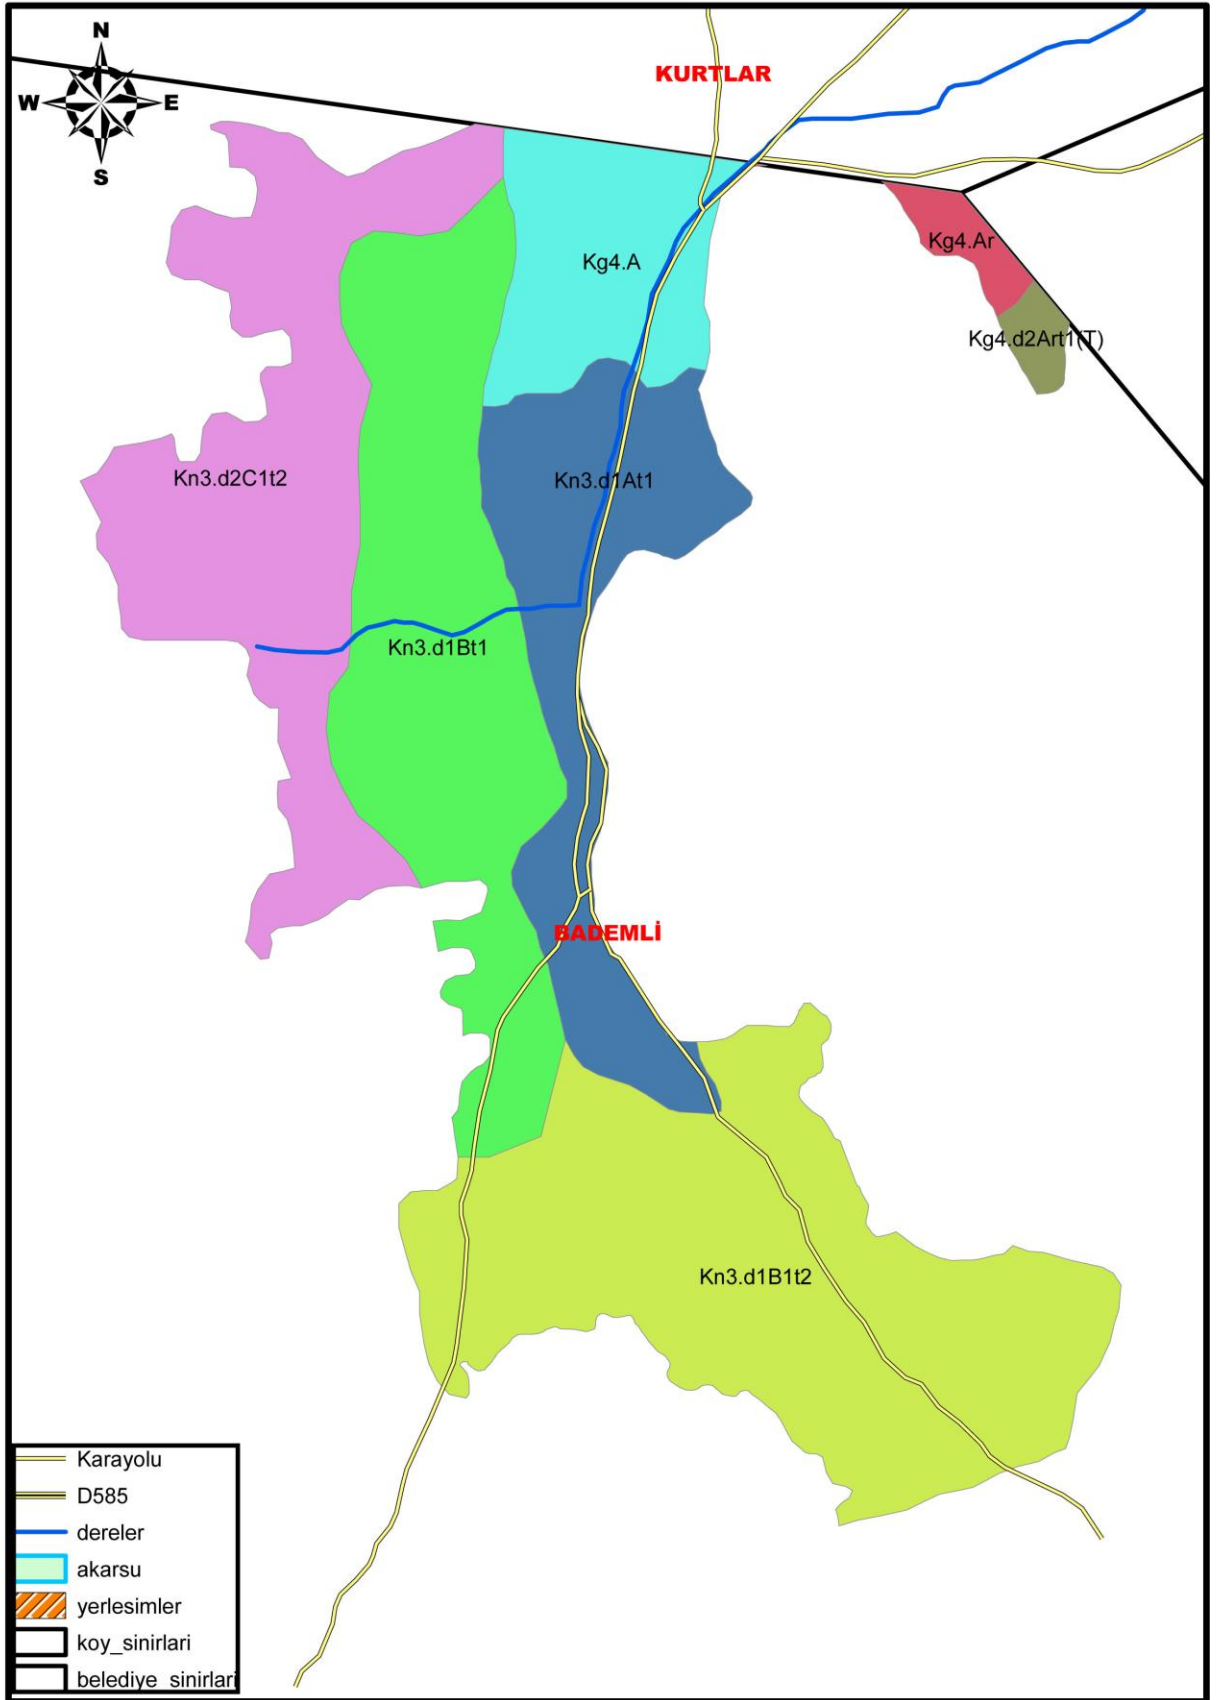 N
KURTLAR
W E
S
Kg4.Ar
Kg4.A
Kg4.d2Art1(T)
Kn3.d2C1t2
Kn3.d1At1
Kn3.d1Bt1
BADEMLİ
Kn3.d1B1t2
Karayolu
D585
dereler
akarsu
yerlesimler
koy_sinirlari
belediye_sinirlari